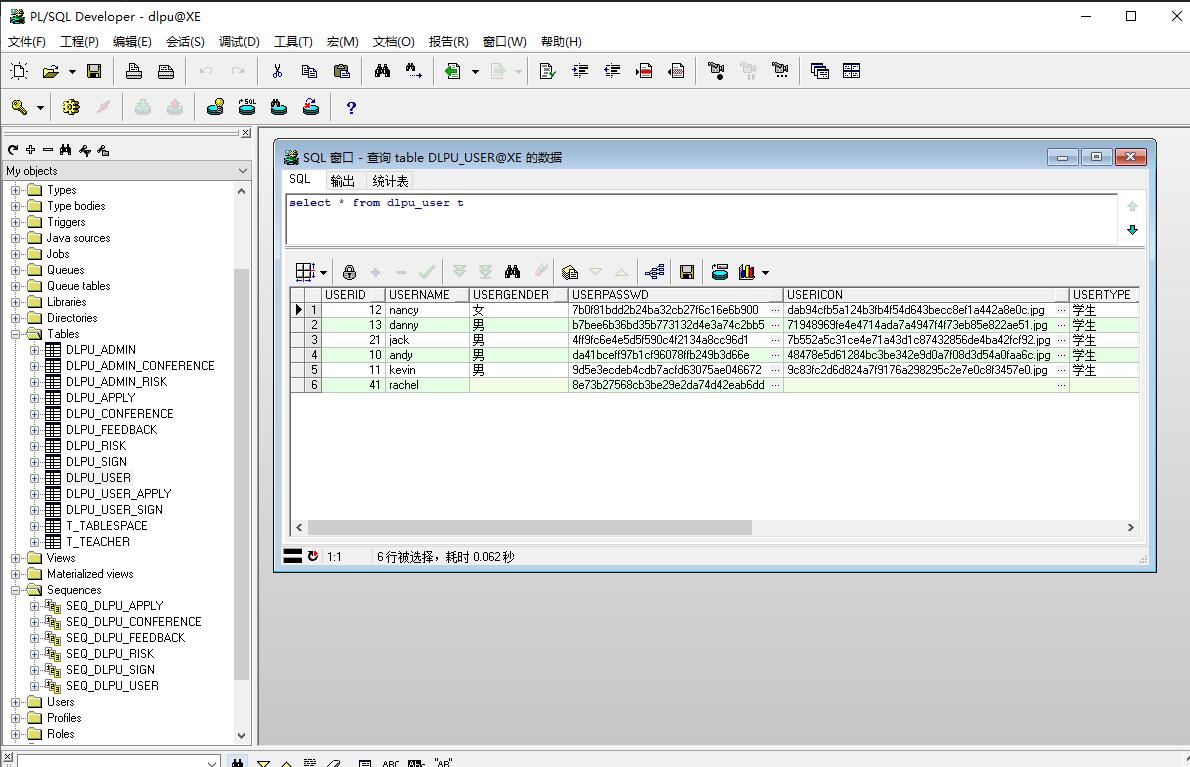 PL/SQL Developer - dlpu@XE
文件(F) 工程(P) 编辑(E) 会话(S) 调试(D) 工具(T) 宏(M) 文档(O) 报告(R) 窗口(W) 帮助(H)
My objects
Types
Type bodies
Triggers
Java sources
Jobs
Queues
Queue tables
Libraries
Directories
Tables
DLPU_ADMIN
DLPU_ADMIN_CONFERENCE
DLPU_ADMIN_RISK
DLPU_APPLY
DLPU_CONFERENCE
DLPU_FEEDBACK
DLPU_RISK
DLPU_SIGN
DLPU_USER
DLPU_USER_APPLY
DLPU_USER_SIGN
T_TABLESPACE
T_TEACHER
Views
Materialized views
Sequences
SEQ_DLPU_APPLY
SEQ_DLPU_CONFERENCE
SEQ_DLPU_FEEDBACK
SEQ_DLPU_RISK
SEQ_DLPU_SIGN
SEQ_DLPU_USER
Users
Profiles
Roles
SQL 窗口 - 查询 table DLPU_USER@XE 的数据
SQL 输出 统计表
select * from dlpu_user t
USERID USERNAME USERGENDER USERPASSWD USERICON USERTYPE
1 12 nancy 女 7b0f81bdd2b24ba32cb27f6c16e6b900 ··· dab94cfb5a124b3fb4f54d643becc8ef1a442a8e0c.jpg ··· 学生
2 13 danny 男 b7bee6b36bd35b773132d4e3a74c2bb5 ··· 71948969fe4e4714ada7a4947f4f73eb85e822ae51.jpg ··· 学生
3 21 jack 男 4ff9fc6e4e5d5f590c4f2134a8cc96d1 ··· 7b552a5c31ce4e71a43d1c87432856de4ba42fcf92.jpg ··· 学生
4 10 andy 男 da41bceff97b1cf96078ffb249b3d6e6 ··· 48478e5d61284bc3be34289d0a7f08d3d54a0faa6c.jpg ··· 学生
5 11 kevin 男 9d5e3ecdeb4cdb7acfd63075ae046672 ··· 9c83fc2d6d824a7f9176a298295c2e7e0c8f3457e0.jpg ··· 学生
6 41 rachel 8e73b27568cb3be29e2da74d42eab6dd ··· ···
1:1 6 行被选择，耗时 0.062 秒